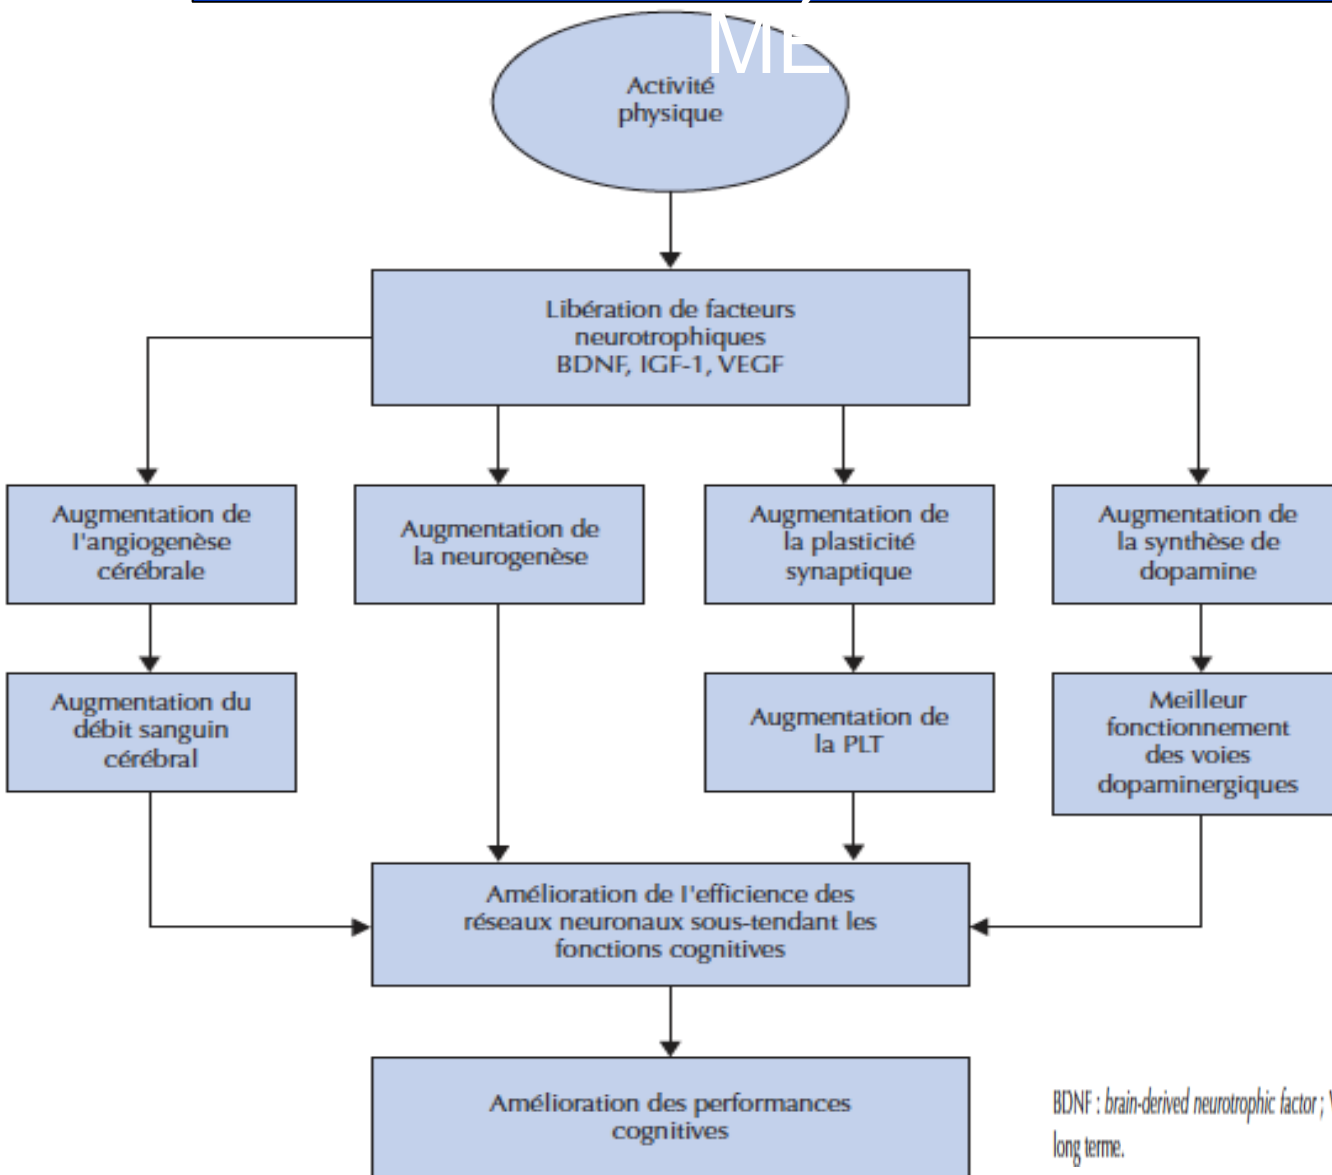 MÉ
Activité
physique
Libération de facteurs
neurotrophiques
BDNF, IGF-1, VEGF
Augmentation de
l'angiogenèse
cérébrale
Augmentation de
la neurogenèse
Augmentation de
la plasticité
synaptique
Augmentation de
la synthèse de
dopamine
Augmentation du
débit sanguin
cérébral
Augmentation de
la PLT
Meilleur
fonctionnement
des voies
dopaminergiques
Amélioration de l'efficience des
réseaux neuronaux sous-tendant les
fonctions cognitives
Amélioration des performances
cognitives
BDNF : brain-derived neurotrophic factor ;
long terme.